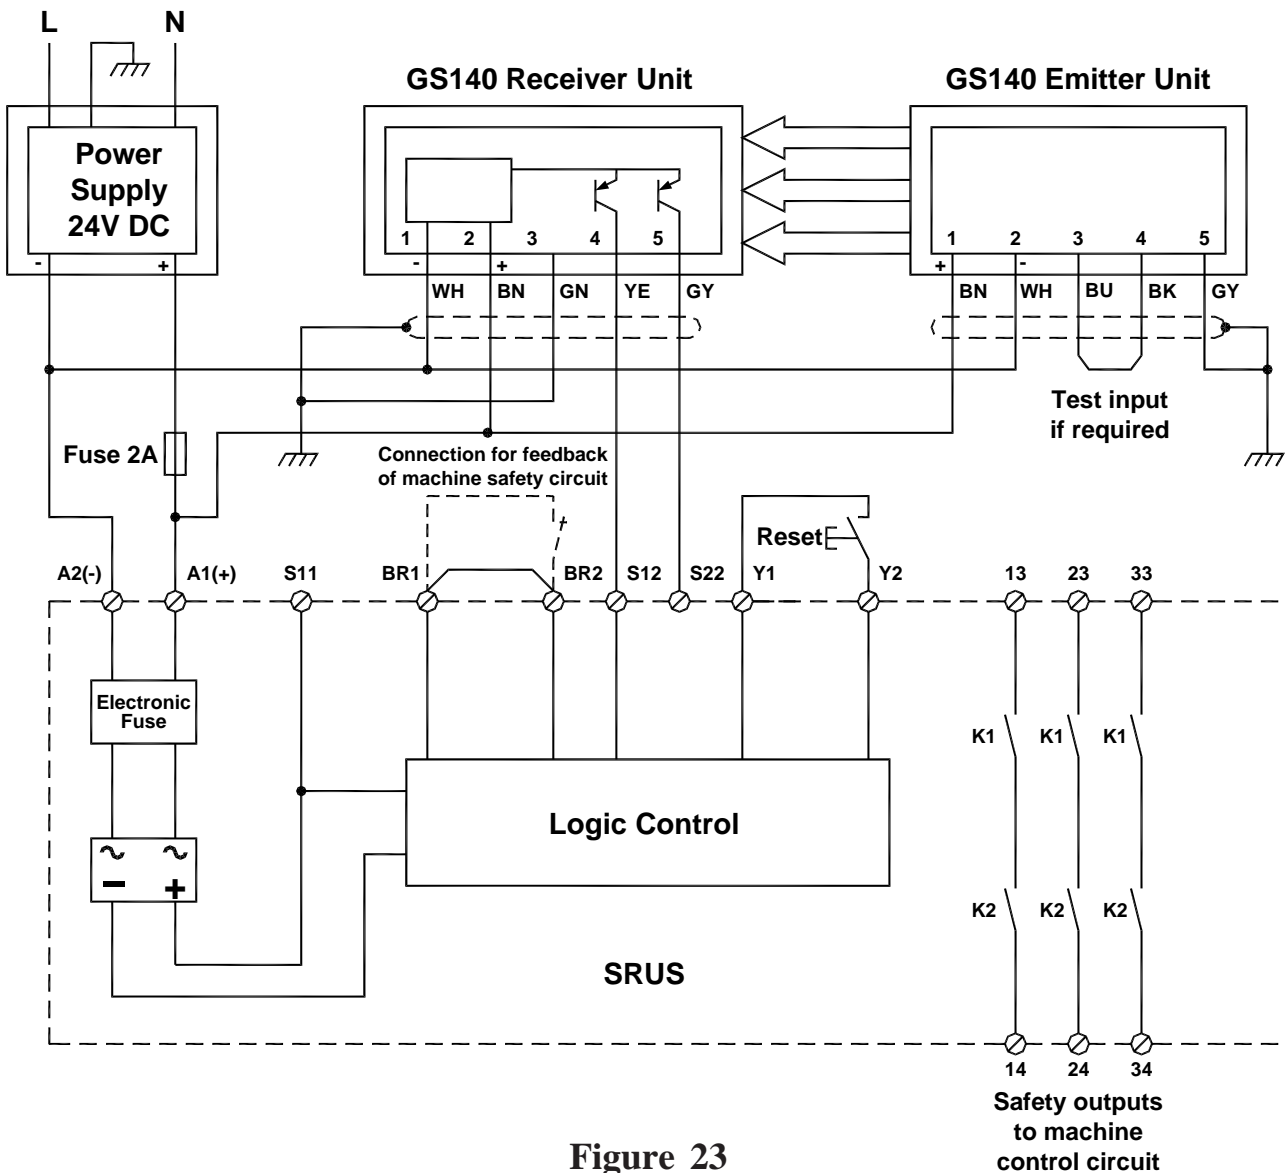 L
N
GS140 Receiver Unit
GS140 Emitter Unit
Power
Supply
24V DC
-
+
1
2
3
4
5
-
+
WH
BN
GN
YE
GY
1
2
3
4
5
+
-
BN
WH
BU
BK
GY
Test input
if required
Fuse 2A
Connection for feedback
of machine safety circuit
Reset
A2(-)
A1(+)
S11
BR1
BR2
S12
S22
Y1
Y2
13
23
33
Electronic
Fuse
K1
K1
K1
Logic Control
~
~
−
+
K2
K2
K2
SRUS
14
24
34
Safety outputs
to machine
control circuit
Figure 23